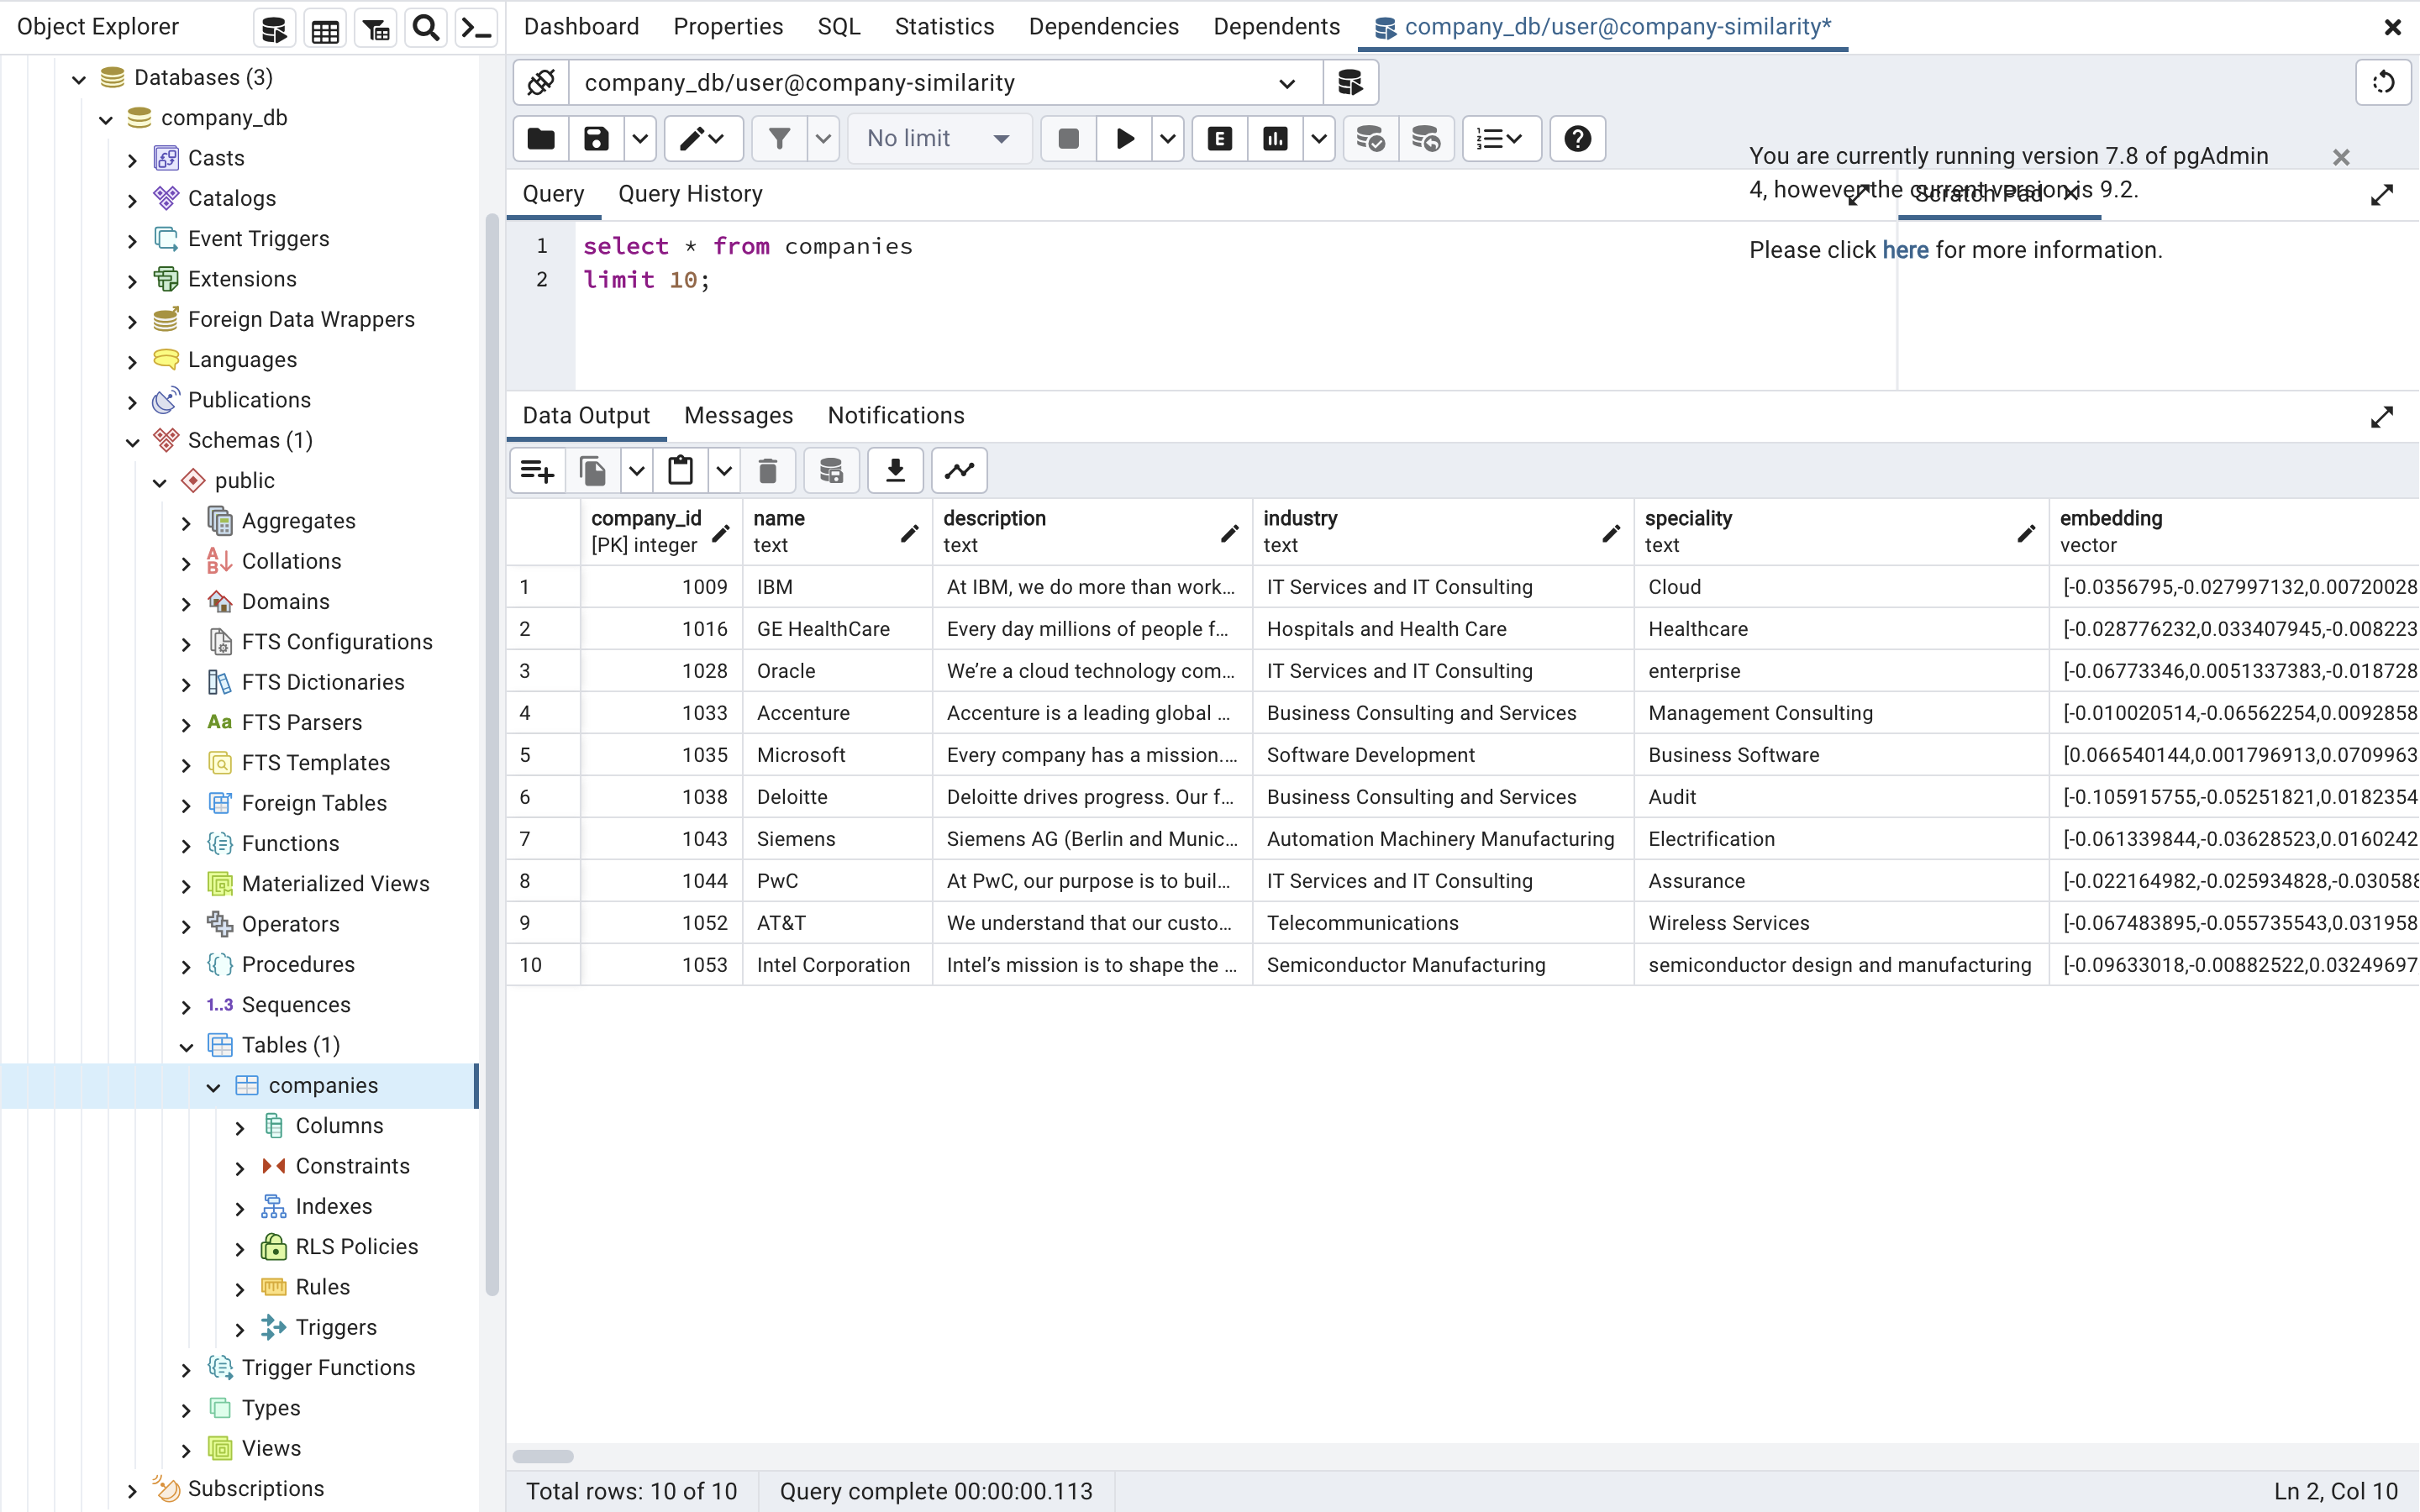 Object Explorer
Dashboard Properties SQL Statistics Dependencies Dependents company_db/user@company-similarity*
Databases (3)
company_db
Casts
Catalogs
Event Triggers
Extensions
Foreign Data Wrappers
Languages
Publications
Schemas (1)
public
Aggregates
Collations
Domains
FTS Configurations
FTS Dictionaries
Aa FTS Parsers
FTS Templates
Foreign Tables
Functions
Materialized Views
Operators
Procedures
1..3 Sequences
Tables (1)
companies
Columns
Constraints
Indexes
RLS Policies
Rules
Triggers
Trigger Functions
Types
Views
Subscriptions
company_db/user@company-similarity
No limit E
You are currently running version 7.8 of pgAdmin
4, however the current version is 9.2.
Please click here for more information.
Query Query History Scratch Pad
1 select * from companies
2 limit 10;
Data Output Messages Notifications
company_id name description industry speciality embedding
[PK] integer text text text text vector
1 1009 IBM At IBM, we do more than work... IT Services and IT Consulting Cloud [-0.0356795,-0.027997132,0.00720028
2 1016 GE HealthCare Every day millions of people f... Hospitals and Health Care Healthcare [-0.028776232,0.033407945,-0.008223
3 1028 Oracle We’re a cloud technology com... IT Services and IT Consulting enterprise [-0.06773346,0.0051337383,-0.018728
4 1033 Accenture Accenture is a leading global ... Business Consulting and Services Management Consulting [-0.010020514,-0.06562254,0.0092858
5 1035 Microsoft Every company has a mission.... Software Development Business Software [0.066540144,0.001796913,0.0709963
6 1038 Deloitte Deloitte drives progress. Our f... Business Consulting and Services Audit [-0.105915755,-0.05251821,0.0182354
7 1043 Siemens Siemens AG (Berlin and Munic... Automation Machinery Manufacturing Electrification [-0.061339844,-0.03628523,0.0160242
8 1044 PwC At PwC, our purpose is to buil... IT Services and IT Consulting Assurance [-0.022164982,-0.025934828,-0.030588
9 1052 AT&T We understand that our custo... Telecommunications Wireless Services [-0.067483895,-0.055735543,0.031958
10 1053 Intel Corporation Intel’s mission is to shape the ... Semiconductor Manufacturing semiconductor design and manufacturing [-0.09633018,-0.00882522,0.03249697
Total rows: 10 of 10 Query complete 00:00:00.113 Ln 2, Col 10